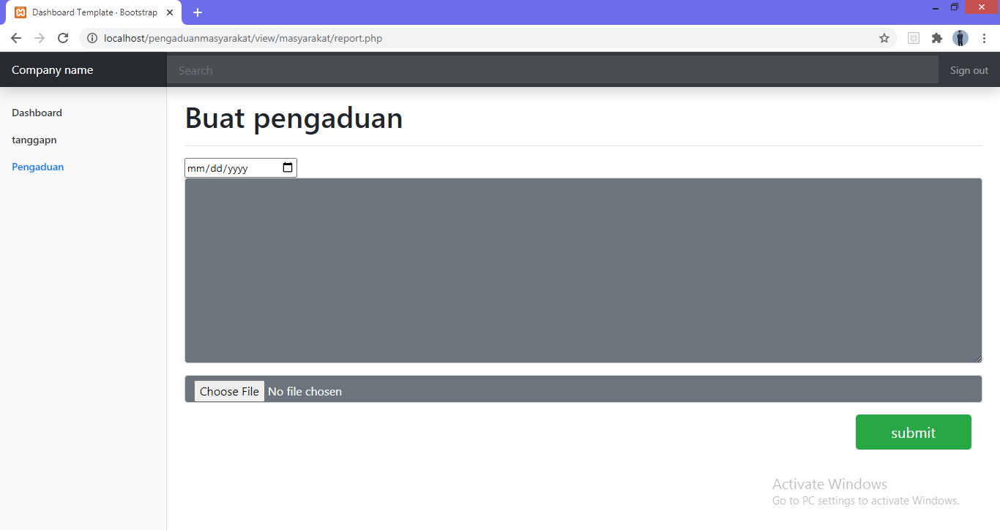 Dashboard Template · Bootstrap
localhost/pengaduanmasyarakat/view/masyarakat/report.php
Company name
Search
Sign out
Dashboard
tanggapn
Pengaduan
Buat pengaduan
mm/dd/yyyy
Choose File No file chosen
submit
Activate Windows
Go to PC settings to activate Windows.